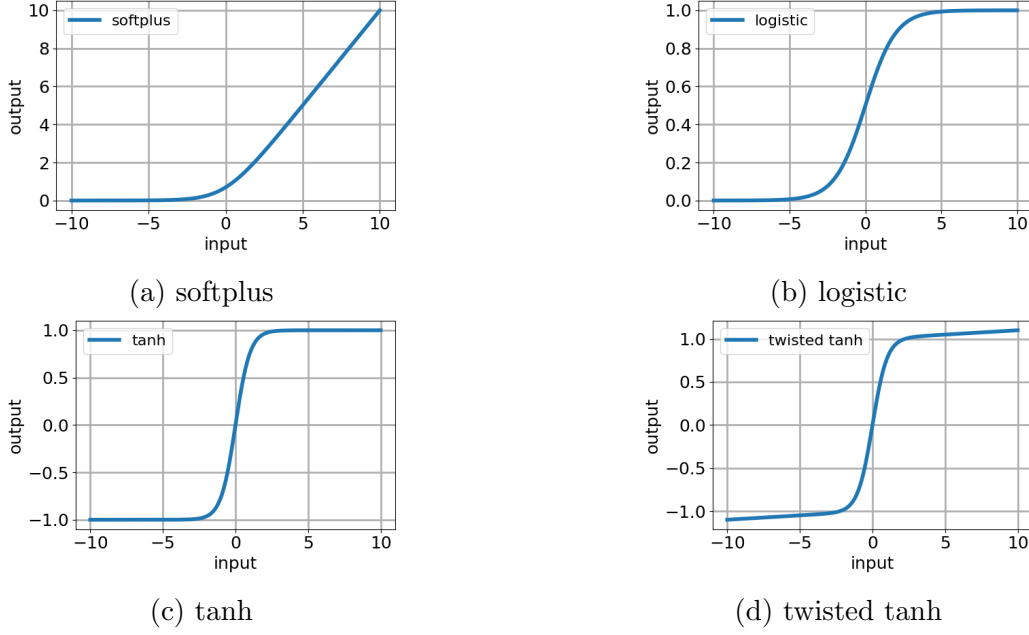 softplus
10
8
6
4
2
0
output
−10 −5 0 5 10
input
(a) softplus
logistic
1.0
0.8
0.6
0.4
0.2
0.0
output
−10 −5 0 5 10
input
(b) logistic
tanh
1.0
0.5
0.0
−0.5
−1.0
output
−10 −5 0 5 10
input
(c) tanh
twisted tanh
1.0
0.5
0.0
−0.5
−1.0
output
−10 −5 0 5 10
input
(d) twisted tanh